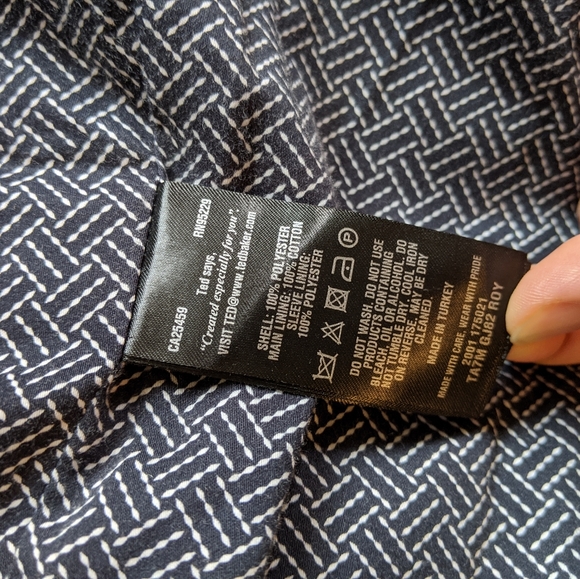 CA25459 RN95229
Ted says,
"Created especially for you".
VISIT TED@www.tedbaker.com
SHELL: 100% POLYESTER
MAIN LINING: 100% COTTON
SLEEVE LINING:
100% POLYESTER
P
DO NOT WASH. DO NOT USE
PRODUCTS CONTAINING
BLEACH, OIL OR ALCOHOL. DO
NOT TUMBLE DRY. COOL IRON
ON REVERSE. MAY BE DRY
CLEANED.
MADE IN TURKEY
MADE WITH CARE, WEAR WITH PRIDE
2001 176021
TA7M GJ82 ROY